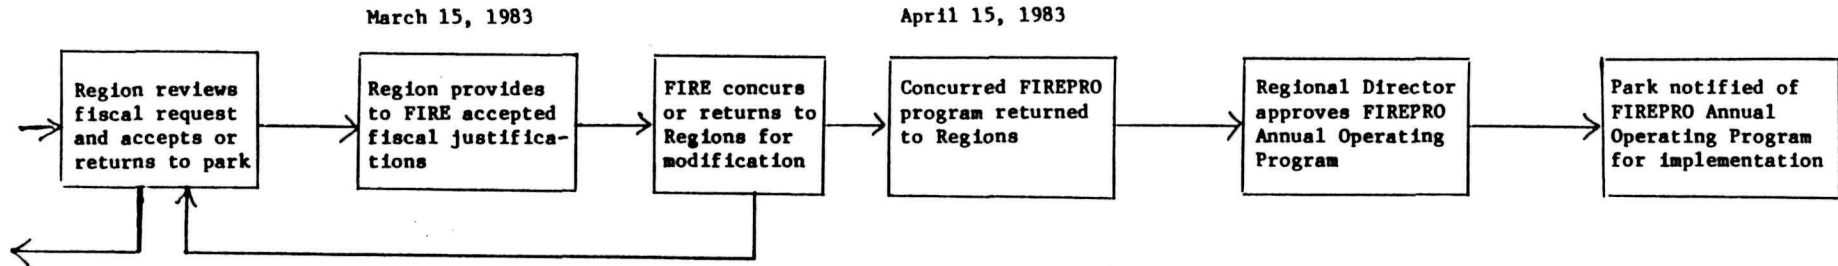 March 15, 1983
April 15, 1983
Region reviews
fiscal request
and accepts or
returns to park
Region provides
to FIRE accepted
fiscal justifica-
tions
FIRE concurs
or returns to
Regions for
modification
Concurred FIREPRO
program returned
to Regions
Regional Director
approves FIREPRO
Annual Operating
Program
Park notified of
FIREPRO Annual
Operating Program
for implementation